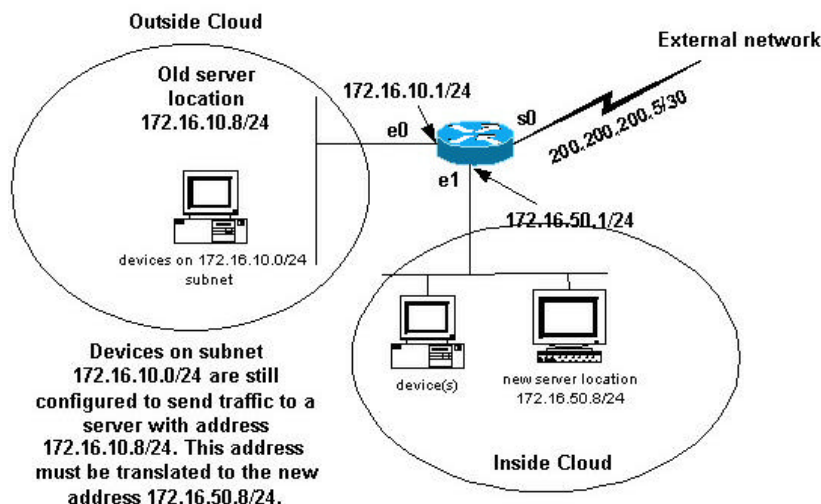 Outside Cloud
External network
Old server
location
172.16.10.8/24
172.16.10.1/24
e0
s0
200.200.200.5/30
e1
172.16.50.1/24
devices on 172.16.10.0/24
subnet
Devices on subnet
172.16.10.0/24 are still
configured to send traffic to a
server with address
172.16.10.8/24. This address
must be translated to the new
address 172.16.50.8/24.
device(s)
new server location
172.16.50.8/24
Inside Cloud